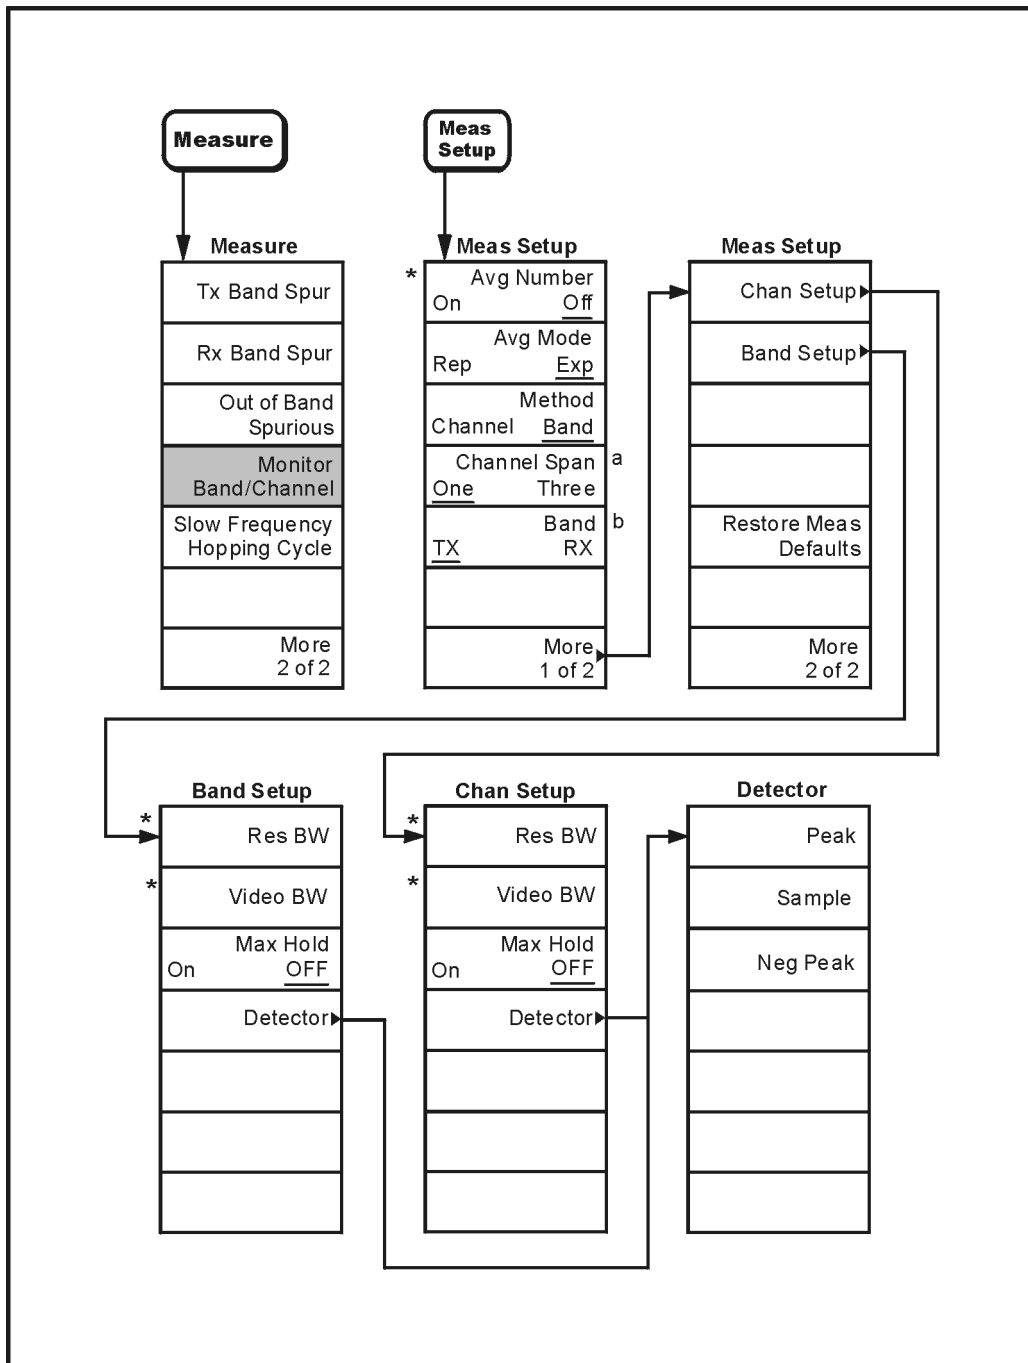 Measure
Meas
Setup
Measure
Tx Band Spur
Rx Band Spur
Out of Band
Spurious
Monitor
Band/Channel
Slow Frequency
Hopping Cycle
More
2 of 2
Meas Setup
* Avg Number
On Off
Avg Mode
Rep Exp
Method
Channel Band
Channel Span a
One Three
Band b
TX RX
More
1 of 2
Meas Setup
Chan Setup
Band Setup
Restore Meas
Defaults
More
2 of 2
Band Setup
*
Res BW
*
Video BW
Max Hold
On OFF
Detector
Chan Setup
*
Res BW
*
Video BW
Max Hold
On OFF
Detector
Detector
Peak
Sample
Neg Peak